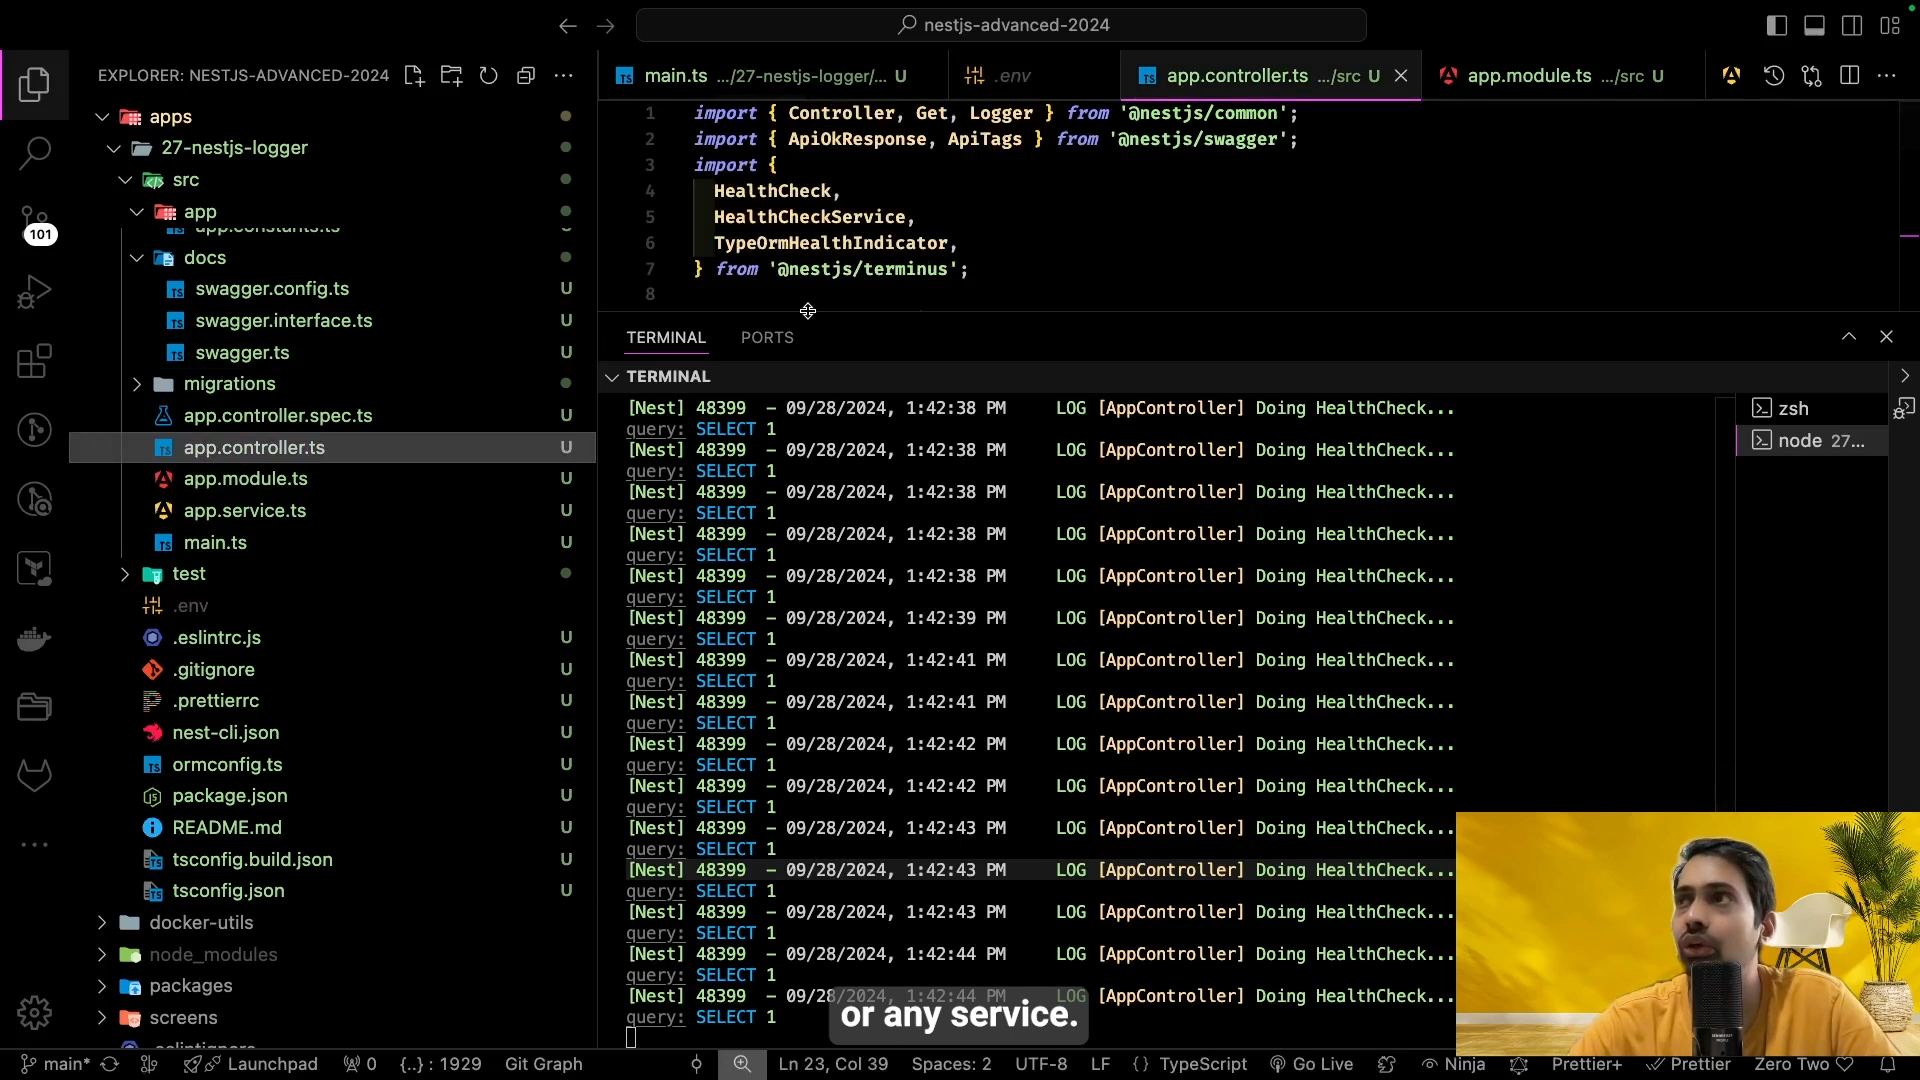 nestjs-advanced-2024
EXPLORER: NESTJS-ADVANCED-2024
apps
27-nestjs-logger
src
app
app.constants.ts
docs
swagger.config.ts U
swagger.interface.ts U
swagger.ts U
migrations
app.controller.spec.ts U
app.controller.ts U
app.module.ts U
app.service.ts U
main.ts U
test
.env
.eslintrc.js U
.gitignore U
.prettierrc U
nest-cli.json U
ormconfig.ts U
package.json U
README.md U
tsconfig.build.json U
tsconfig.json U
docker-utils
node_modules
packages
screens
101
main.ts .../27-nestjs-logger/... U
.env
app.controller.ts .../src U
app.module.ts .../src U
1 import { Controller, Get, Logger } from '@nestjs/common';
2 import { ApiOkResponse, ApiTags } from '@nestjs/swagger';
3 import {
4 HealthCheck,
5 HealthCheckService,
6 TypeOrmHealthIndicator,
7 } from '@nestjs/terminus';
8
TERMINAL PORTS
TERMINAL
[Nest] 48399 - 09/28/2024, 1:42:38 PM LOG [AppController] Doing HealthCheck...
query: SELECT 1
[Nest] 48399 - 09/28/2024, 1:42:38 PM LOG [AppController] Doing HealthCheck...
query: SELECT 1
[Nest] 48399 - 09/28/2024, 1:42:38 PM LOG [AppController] Doing HealthCheck...
query: SELECT 1
[Nest] 48399 - 09/28/2024, 1:42:38 PM LOG [AppController] Doing HealthCheck...
query: SELECT 1
[Nest] 48399 - 09/28/2024, 1:42:38 PM LOG [AppController] Doing HealthCheck...
query: SELECT 1
[Nest] 48399 - 09/28/2024, 1:42:39 PM LOG [AppController] Doing HealthCheck...
query: SELECT 1
[Nest] 48399 - 09/28/2024, 1:42:41 PM LOG [AppController] Doing HealthCheck...
query: SELECT 1
[Nest] 48399 - 09/28/2024, 1:42:41 PM LOG [AppController] Doing HealthCheck...
query: SELECT 1
[Nest] 48399 - 09/28/2024, 1:42:42 PM LOG [AppController] Doing HealthCheck...
query: SELECT 1
[Nest] 48399 - 09/28/2024, 1:42:42 PM LOG [AppController] Doing HealthCheck...
query: SELECT 1
[Nest] 48399 - 09/28/2024, 1:42:43 PM LOG [AppController] Doing HealthCheck...
query: SELECT 1
[Nest] 48399 - 09/28/2024, 1:42:43 PM LOG [AppController] Doing HealthCheck...
query: SELECT 1
[Nest] 48399 - 09/28/2024, 1:42:43 PM LOG [AppController] Doing HealthCheck...
query: SELECT 1
[Nest] 48399 - 09/28/2024, 1:42:44 PM LOG [AppController] Doing HealthCheck...
query: SELECT 1
[Nest] 48399 - 09/28/2024, 1:42:44 PM LOG [AppController] Doing HealthCheck...
query: SELECT 1
zsh
node 27...
or any service.
main* Launchpad 0 {..} : 1929 Git Graph Ln 23, Col 39 Spaces: 2 UTF-8 LF {} TypeScript Go Live Ninja Prettier+ Prettier Zero Two